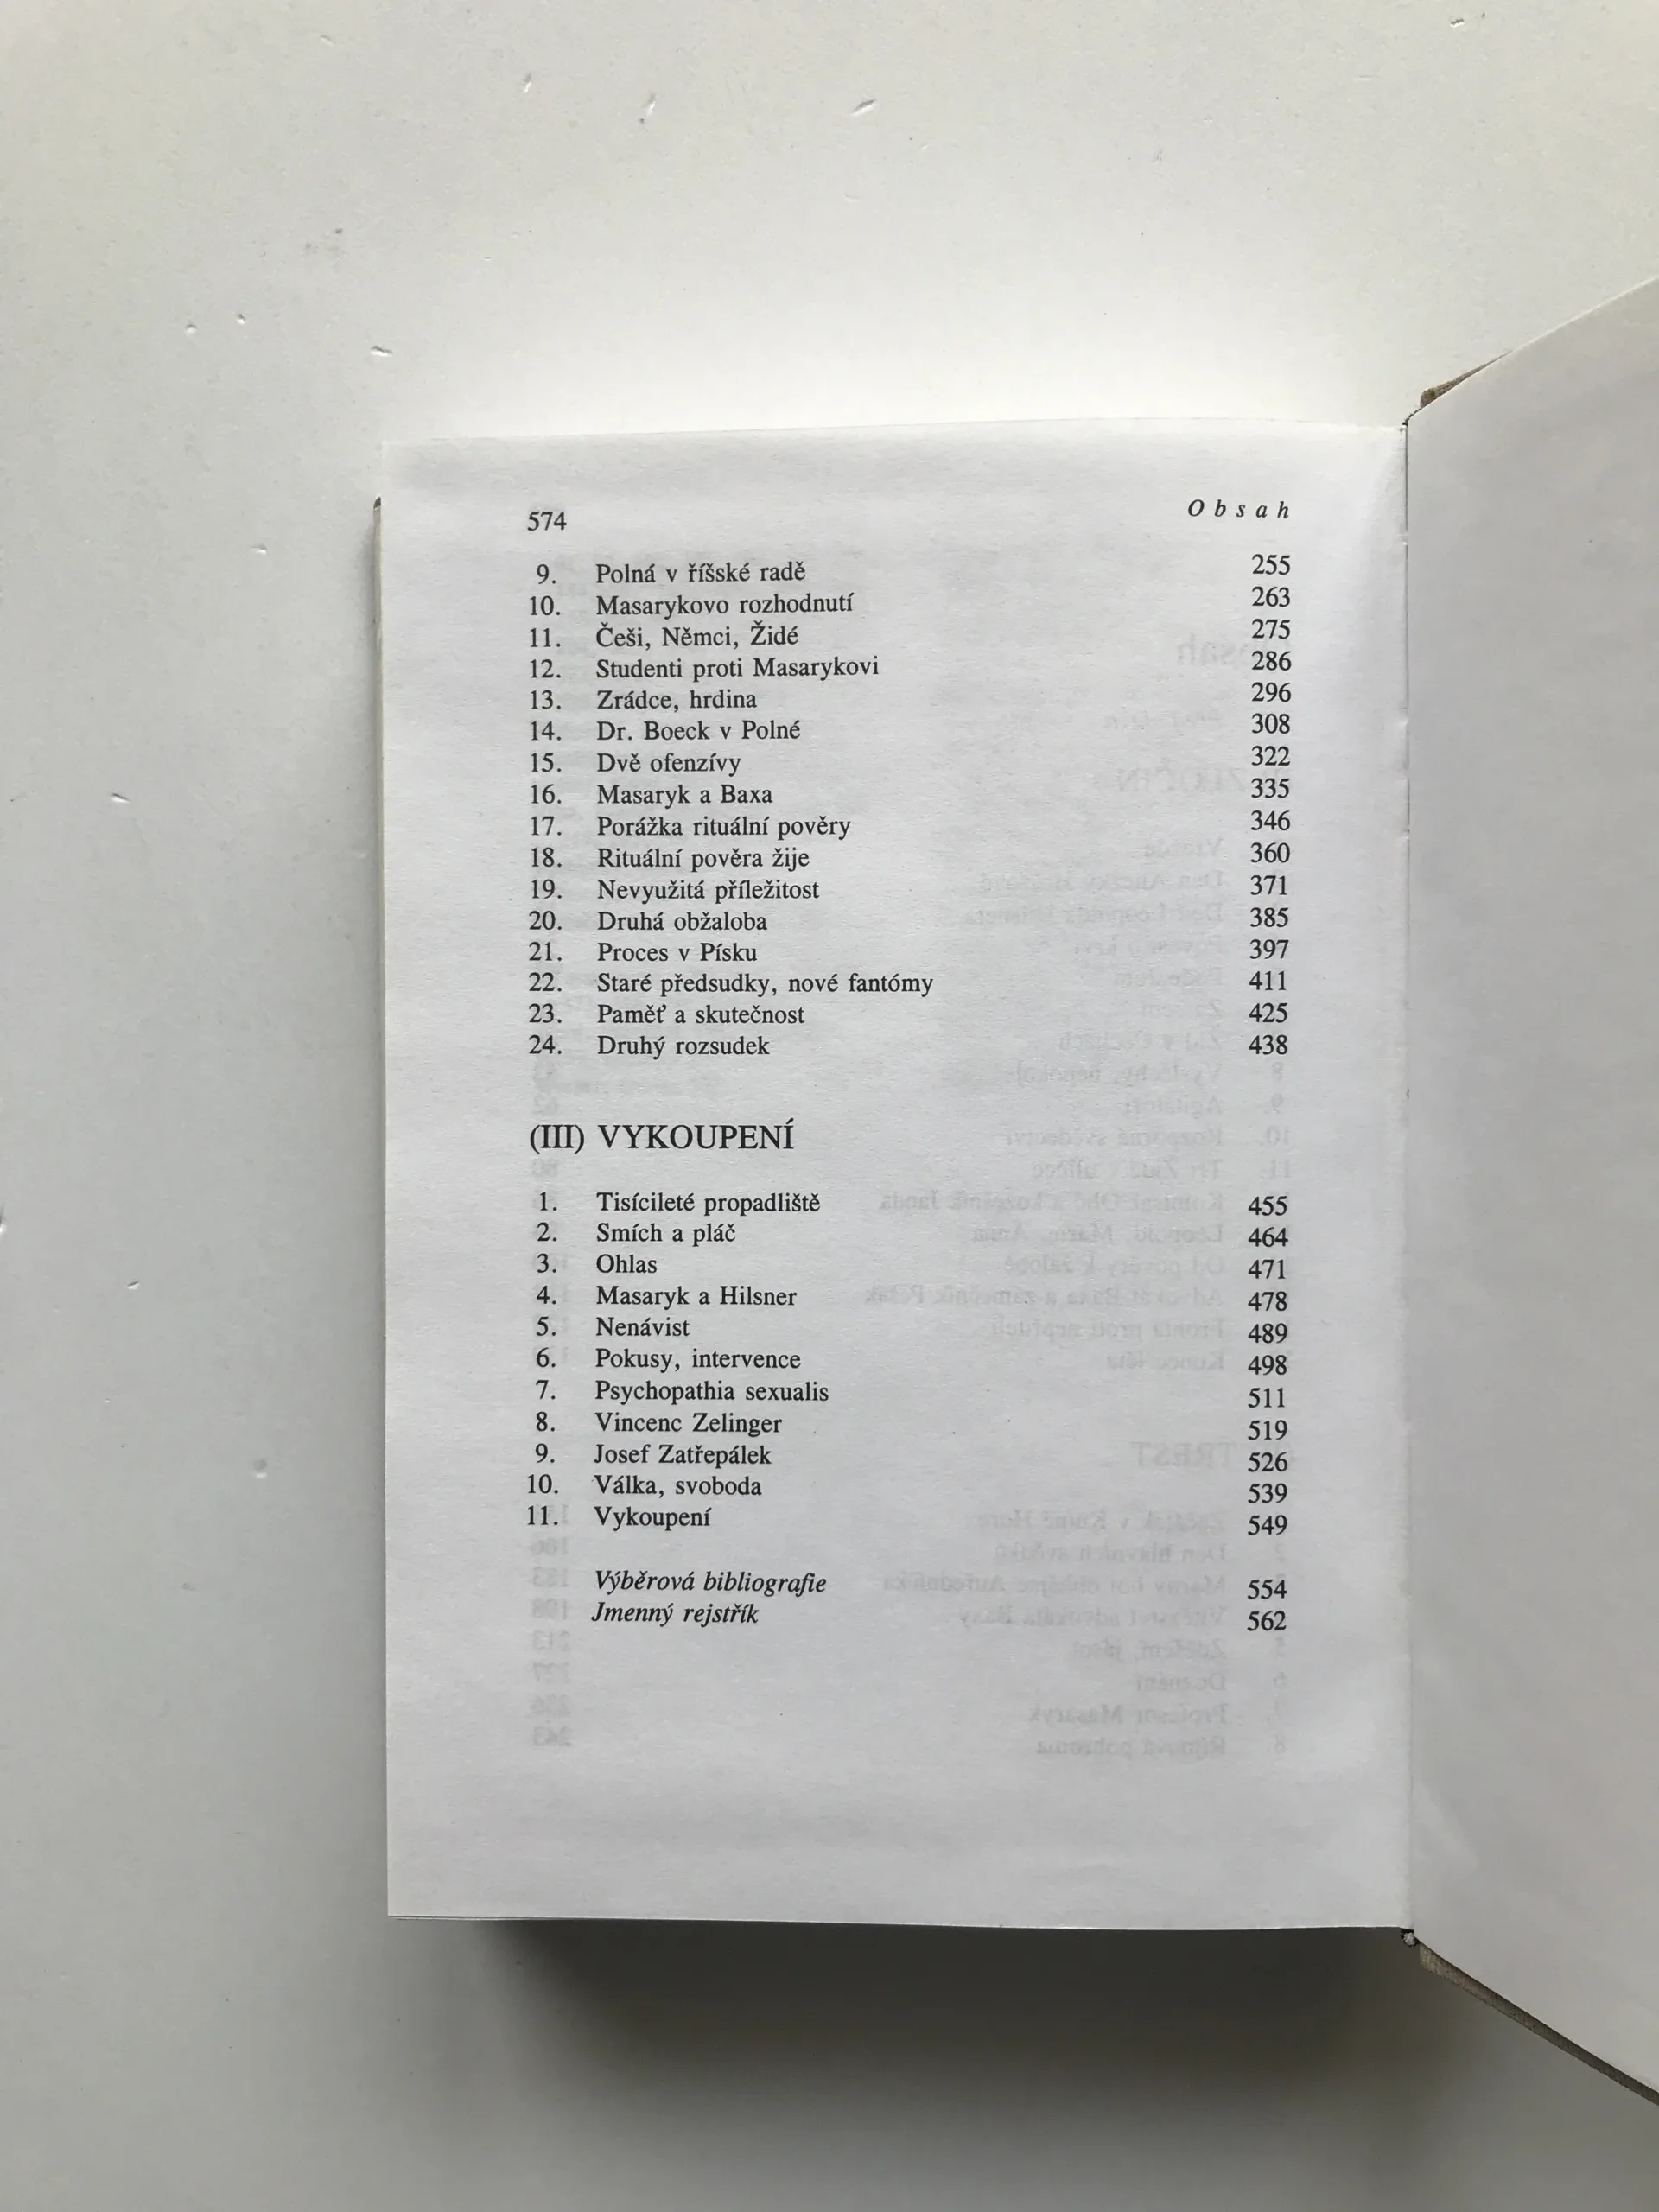 574 Obsah
9. Polná v říšské radě 255
10. Masarykovo rozhodnutí 263
11. Češi, Němci, Židé 275
12. Studenti proti Masarykovi 286
13. Zrádce, hrdina 296
14. Dr. Boeck v Polné 308
15. Dvě ofenzívy 322
16. Masaryk a Baxa 335
17. Porážka rituální pověry 346
18. Rituální pověra žije 360
19. Nevyužitá příležitost 371
20. Druhá obžaloba 385
21. Proces v Písku 397
22. Staré předsudky, nové fantómy 411
23. Paměť a skutečnost 425
24. Druhý rozsudek 438
(III) VYKOUPENÍ
1. Tisícileté propadliště 455
2. Smích a pláč 464
3. Ohlas 471
4. Masaryk a Hilsner 478
5. Nenávist 489
6. Pokusy, intervence 498
7. Psychopathia sexualis 511
8. Vincenc Zelinger 519
9. Josef Zatřepálek 526
10. Válka, svoboda 539
11. Vykoupení 549
Výběrová bibliografie 554
Jmenný rejstřík 562